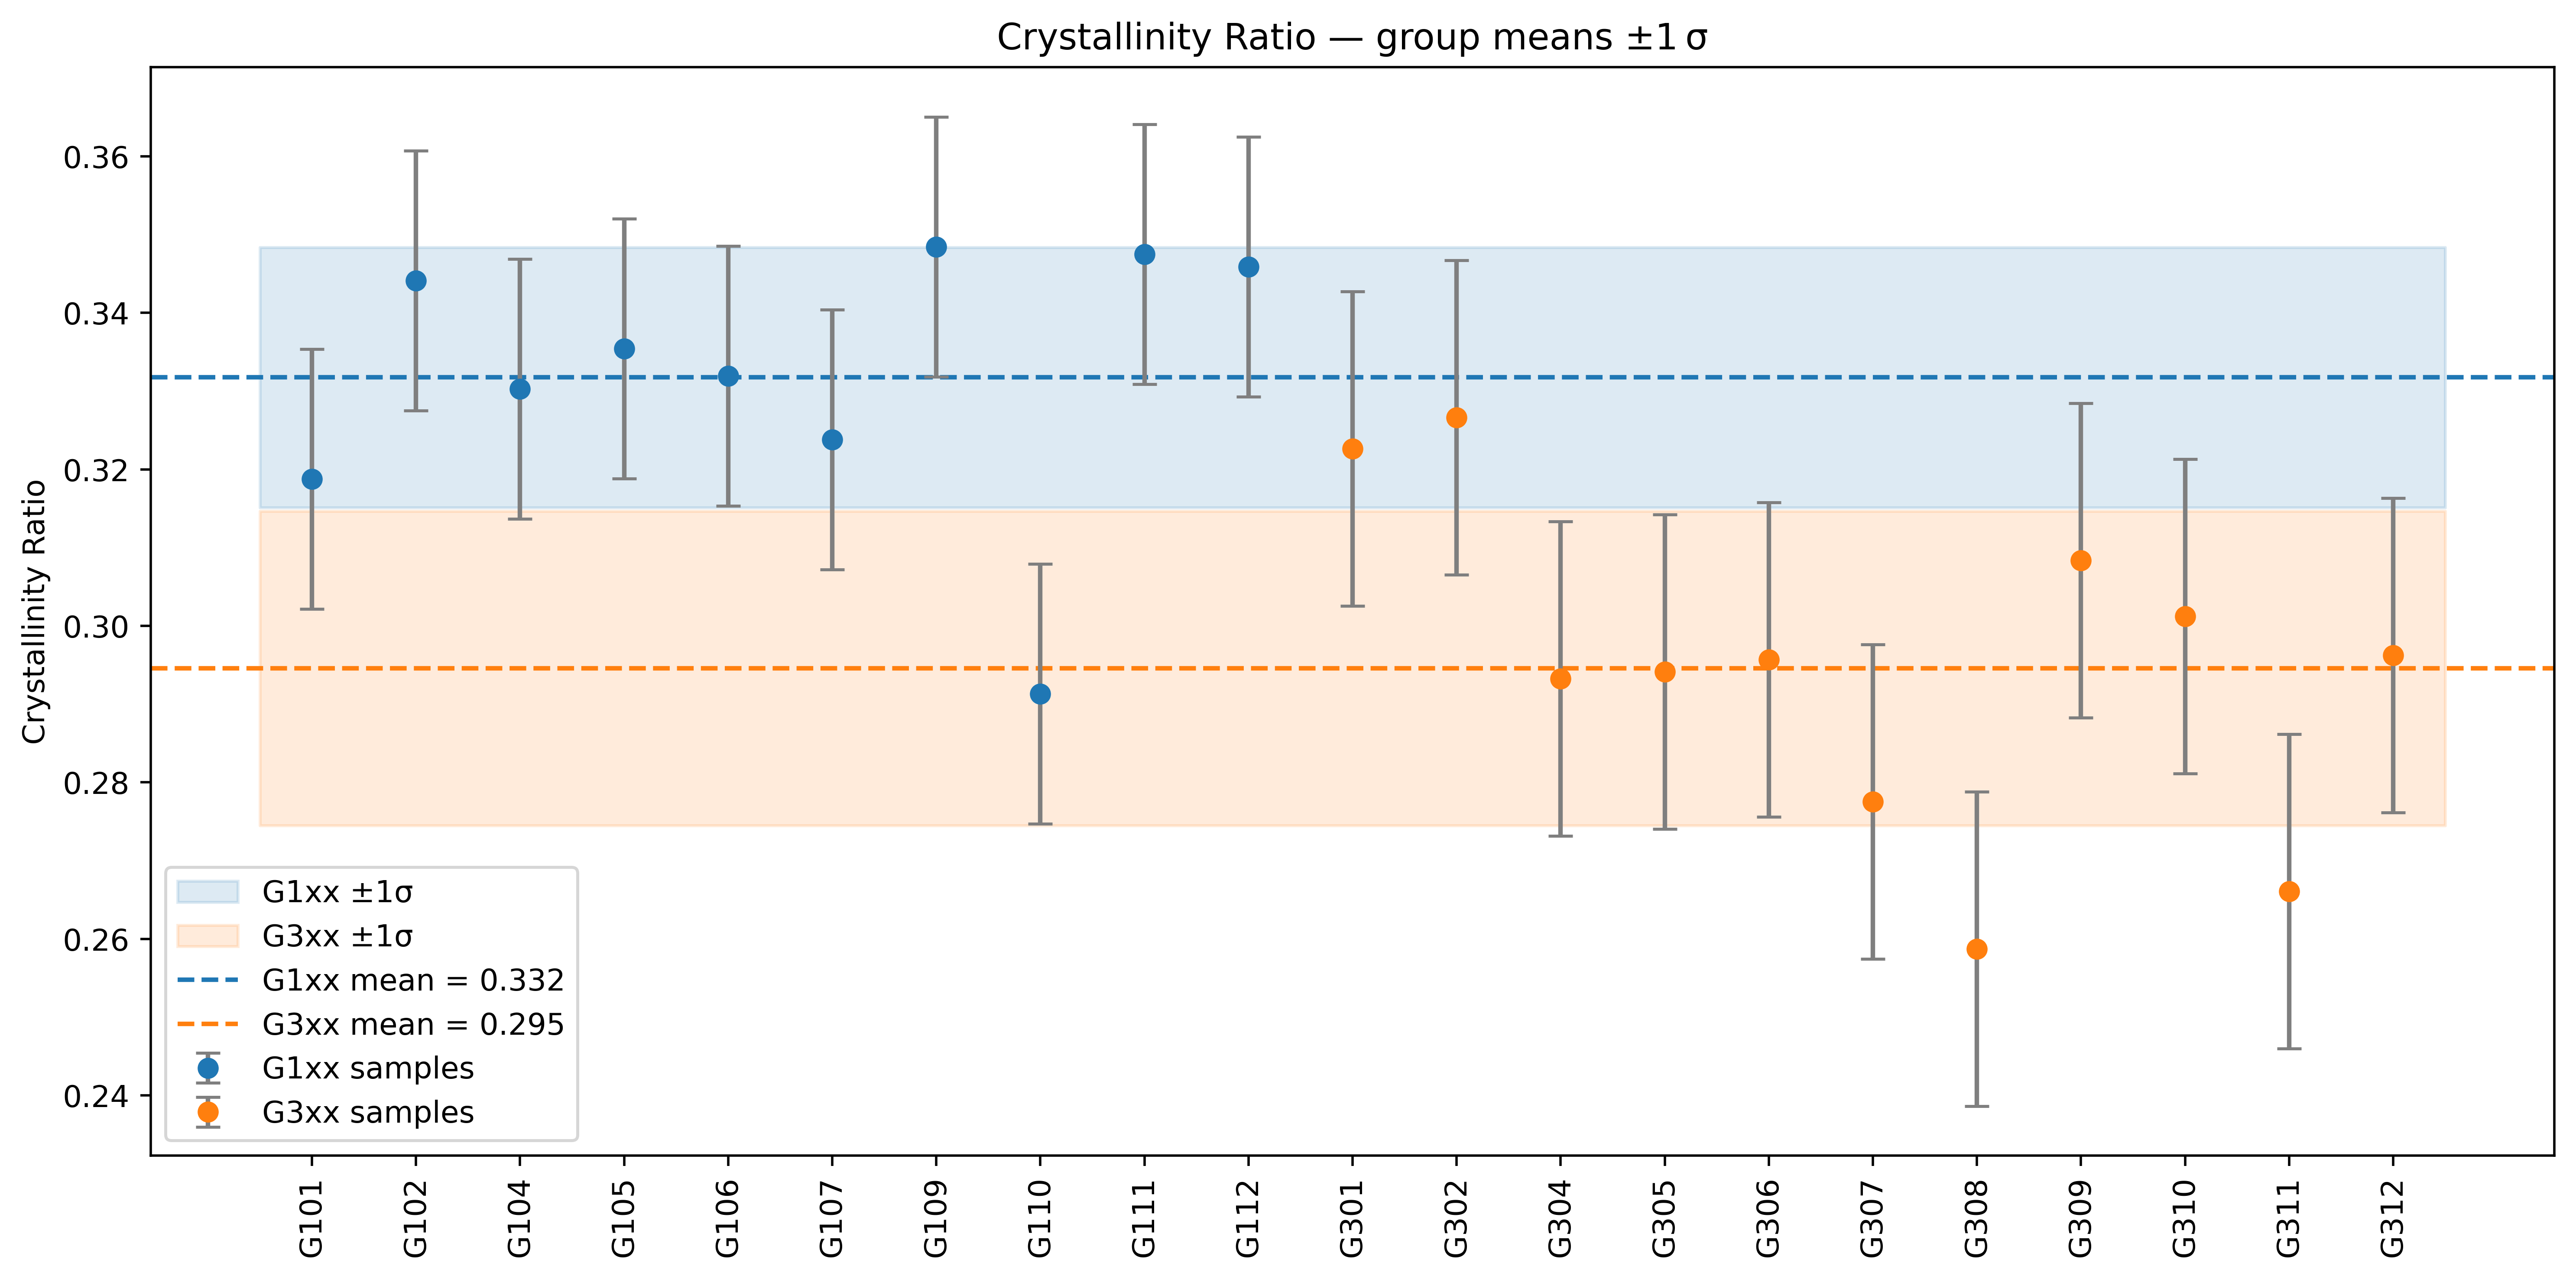 Crystallinity Ratio — group means ±1 σ
Crystallinity Ratio
0.36
0.34
0.32
0.30
0.28
0.26
0.24
G1xx ±1σ
G3xx ±1σ
G1xx mean = 0.332
G3xx mean = 0.295
G1xx samples
G3xx samples
G101
G102
G104
G105
G106
G107
G109
G110
G111
G112
G301
G302
G304
G305
G306
G307
G308
G309
G310
G311
G312